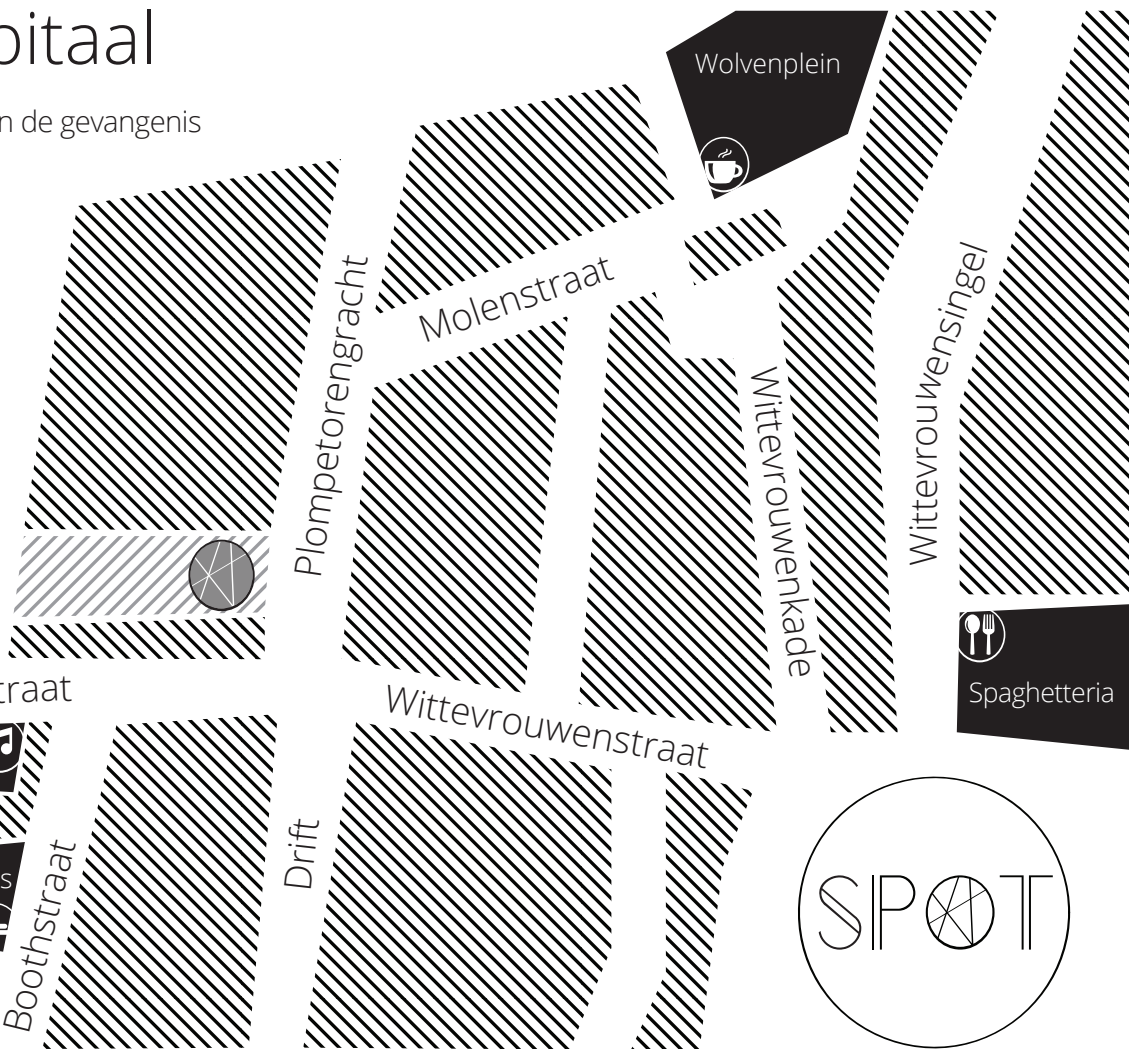 pitaal
n de gevangenis
Wolvenplein
Molenstraat
Plompetorengracht
Wittevrouwensingel
Wittevrouwenkade
traat
Wittevrouwenstraat
Spaghetteria
Drift
s
Boothstraat
SPOT